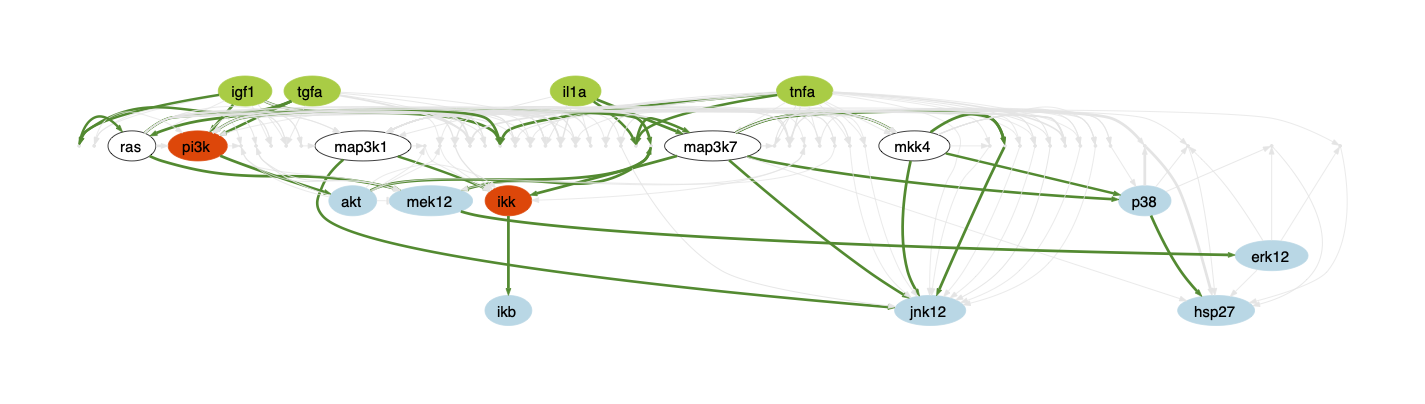 igf1 tgfa il1a tnfa
ras pi3k map3k1 map3k7 mkk4
akt mek12 ikk p38
erk12
ikb jnk12 hsp27